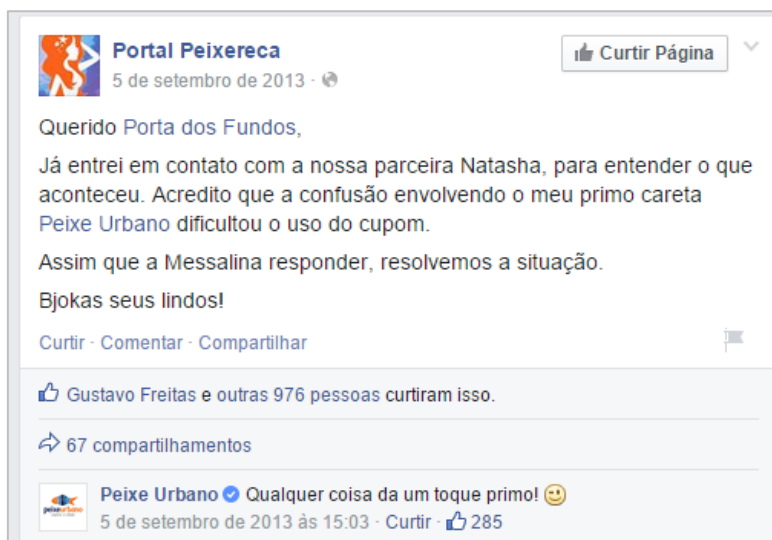 Portal Peixereca
5 de setembro de 2013 ·
Curtir Página
Querido Porta dos Fundos,
Já entrei em contato com a nossa parceira Natasha, para entender o que
aconteceu. Acredito que a confusão envolvendo o meu primo careta
Peixe Urbano dificultou o uso do cupom.
Assim que a Messalina responder, resolvemos a situação.
Bjokas seus lindos!
Curtir · Comentar · Compartilhar
Gustavo Freitas e outras 976 pessoas curtiram isso.
67 compartilhamentos
peixeurbano
Peixe Urbano Qualquer coisa da um toque primo!
5 de setembro de 2013 às 15:03 · Curtir · 285